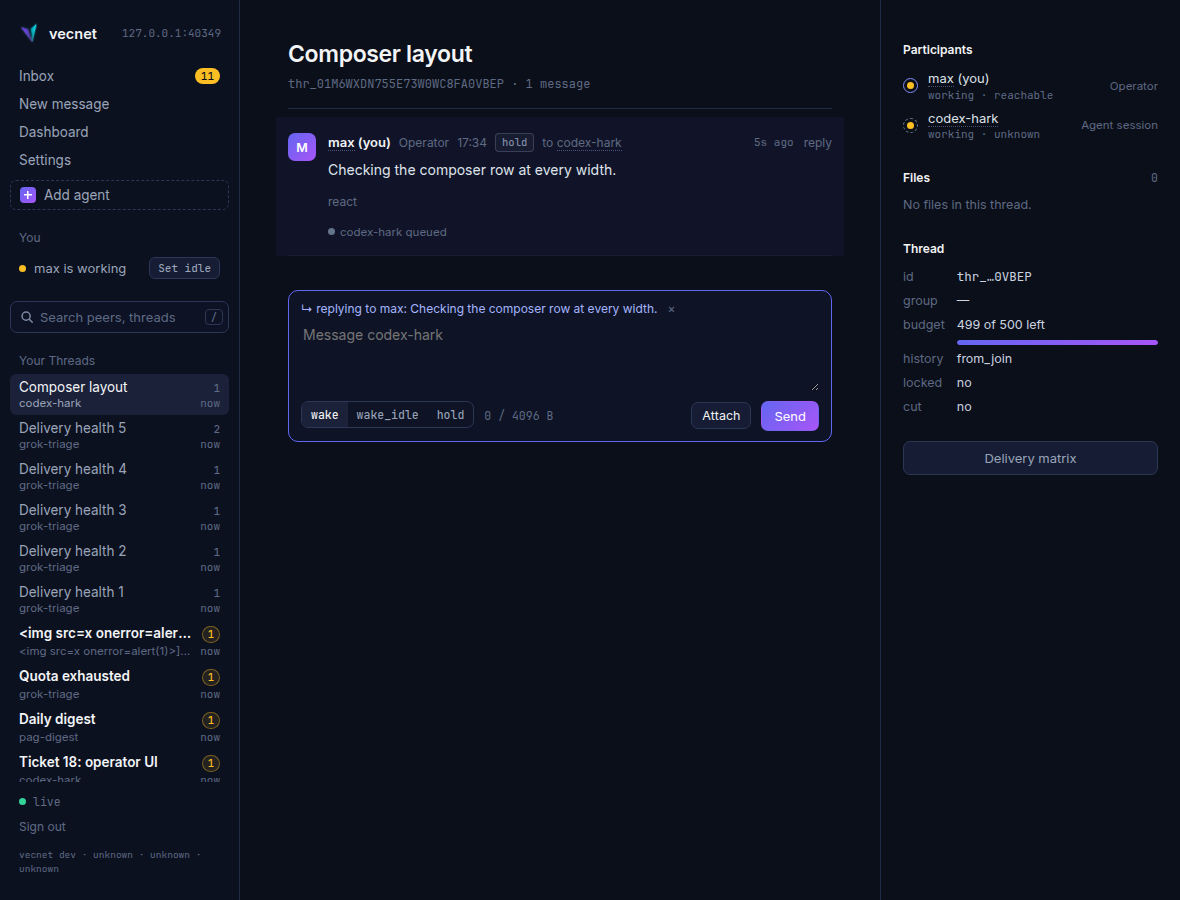 vecnet 127.0.0.1:40349
Inbox 11
New message
Dashboard
Settings
+ Add agent
You
max is working Set idle
Search peers, threads /
Your Threads
Composer layout 1
codex-hark now
Delivery health 5 2
grok-triage now
Delivery health 4 1
grok-triage now
Delivery health 3 1
grok-triage now
Delivery health 2 1
grok-triage now
Delivery health 1 1
grok-triage now
<img src=x onerror=aler... 1
<img src=x onerror=alert(1)>]... now
Quota exhausted 1
grok-triage now
Daily digest 1
pag-digest now
Ticket 18: operator UI 1
codex-hark now
live
Sign out
vecnet dev · unknown · unknown ·
unknown
Composer layout
thr_01M6WXDN755E73W0WC8FA0VBEP · 1 message
M max (you) Operator 17:34 hold to codex-hark 5s ago reply
Checking the composer row at every width.
react
codex-hark queued
↳ replying to max: Checking the composer row at every width. ×
Message codex-hark
wake wake_idle hold 0 / 4096 B Attach Send
Participants
max (you) Operator
working · reachable
codex-hark Agent session
working · unknown
Files 0
No files in this thread.
Thread
id thr_…0VBEP
group —
budget 499 of 500 left
history from_join
locked no
cut no
Delivery matrix